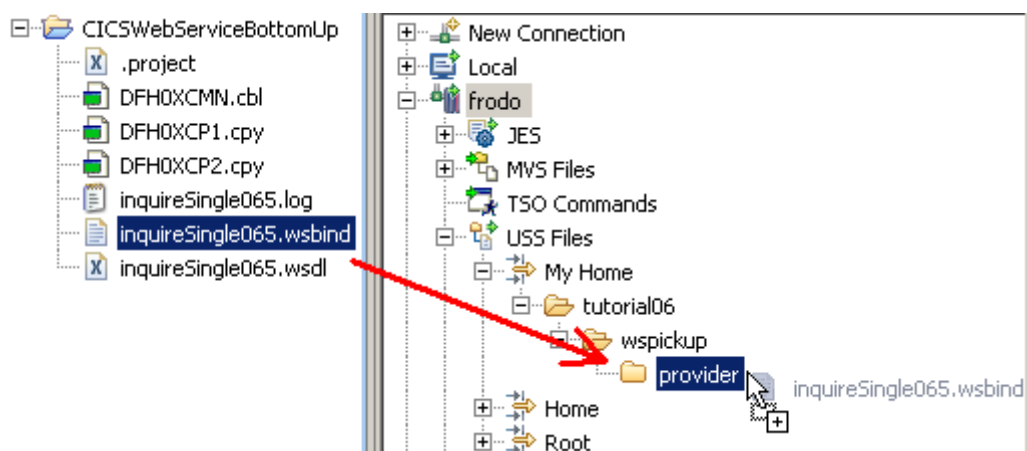 CICSWebServiceBottomUp
.project
DFH0XCMN.cbl
DFH0XCP1.cpy
DFH0XCP2.cpy
inquireSingle065.log
inquireSingle065.wsbind
inquireSingle065.wsdl
New Connection
Local
frodo
JES
MVS Files
TSO Commands
USS Files
My Home
tutorial06
wspickup
provider
inquireSingle065.wsbind
Home
Root